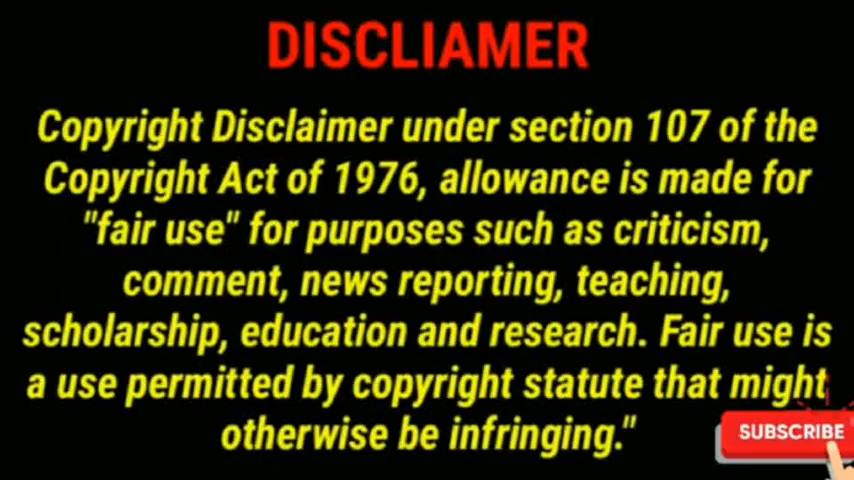 DISCLIAMER
Copyright Disclaimer under section 107 of the
Copyright Act of 1976, allowance is made for
"fair use" for purposes such as criticism,
comment, news reporting, teaching,
scholarship, education and research. Fair use is
a use permitted by copyright statute that might
otherwise be infringing."
SUBSCRIBE